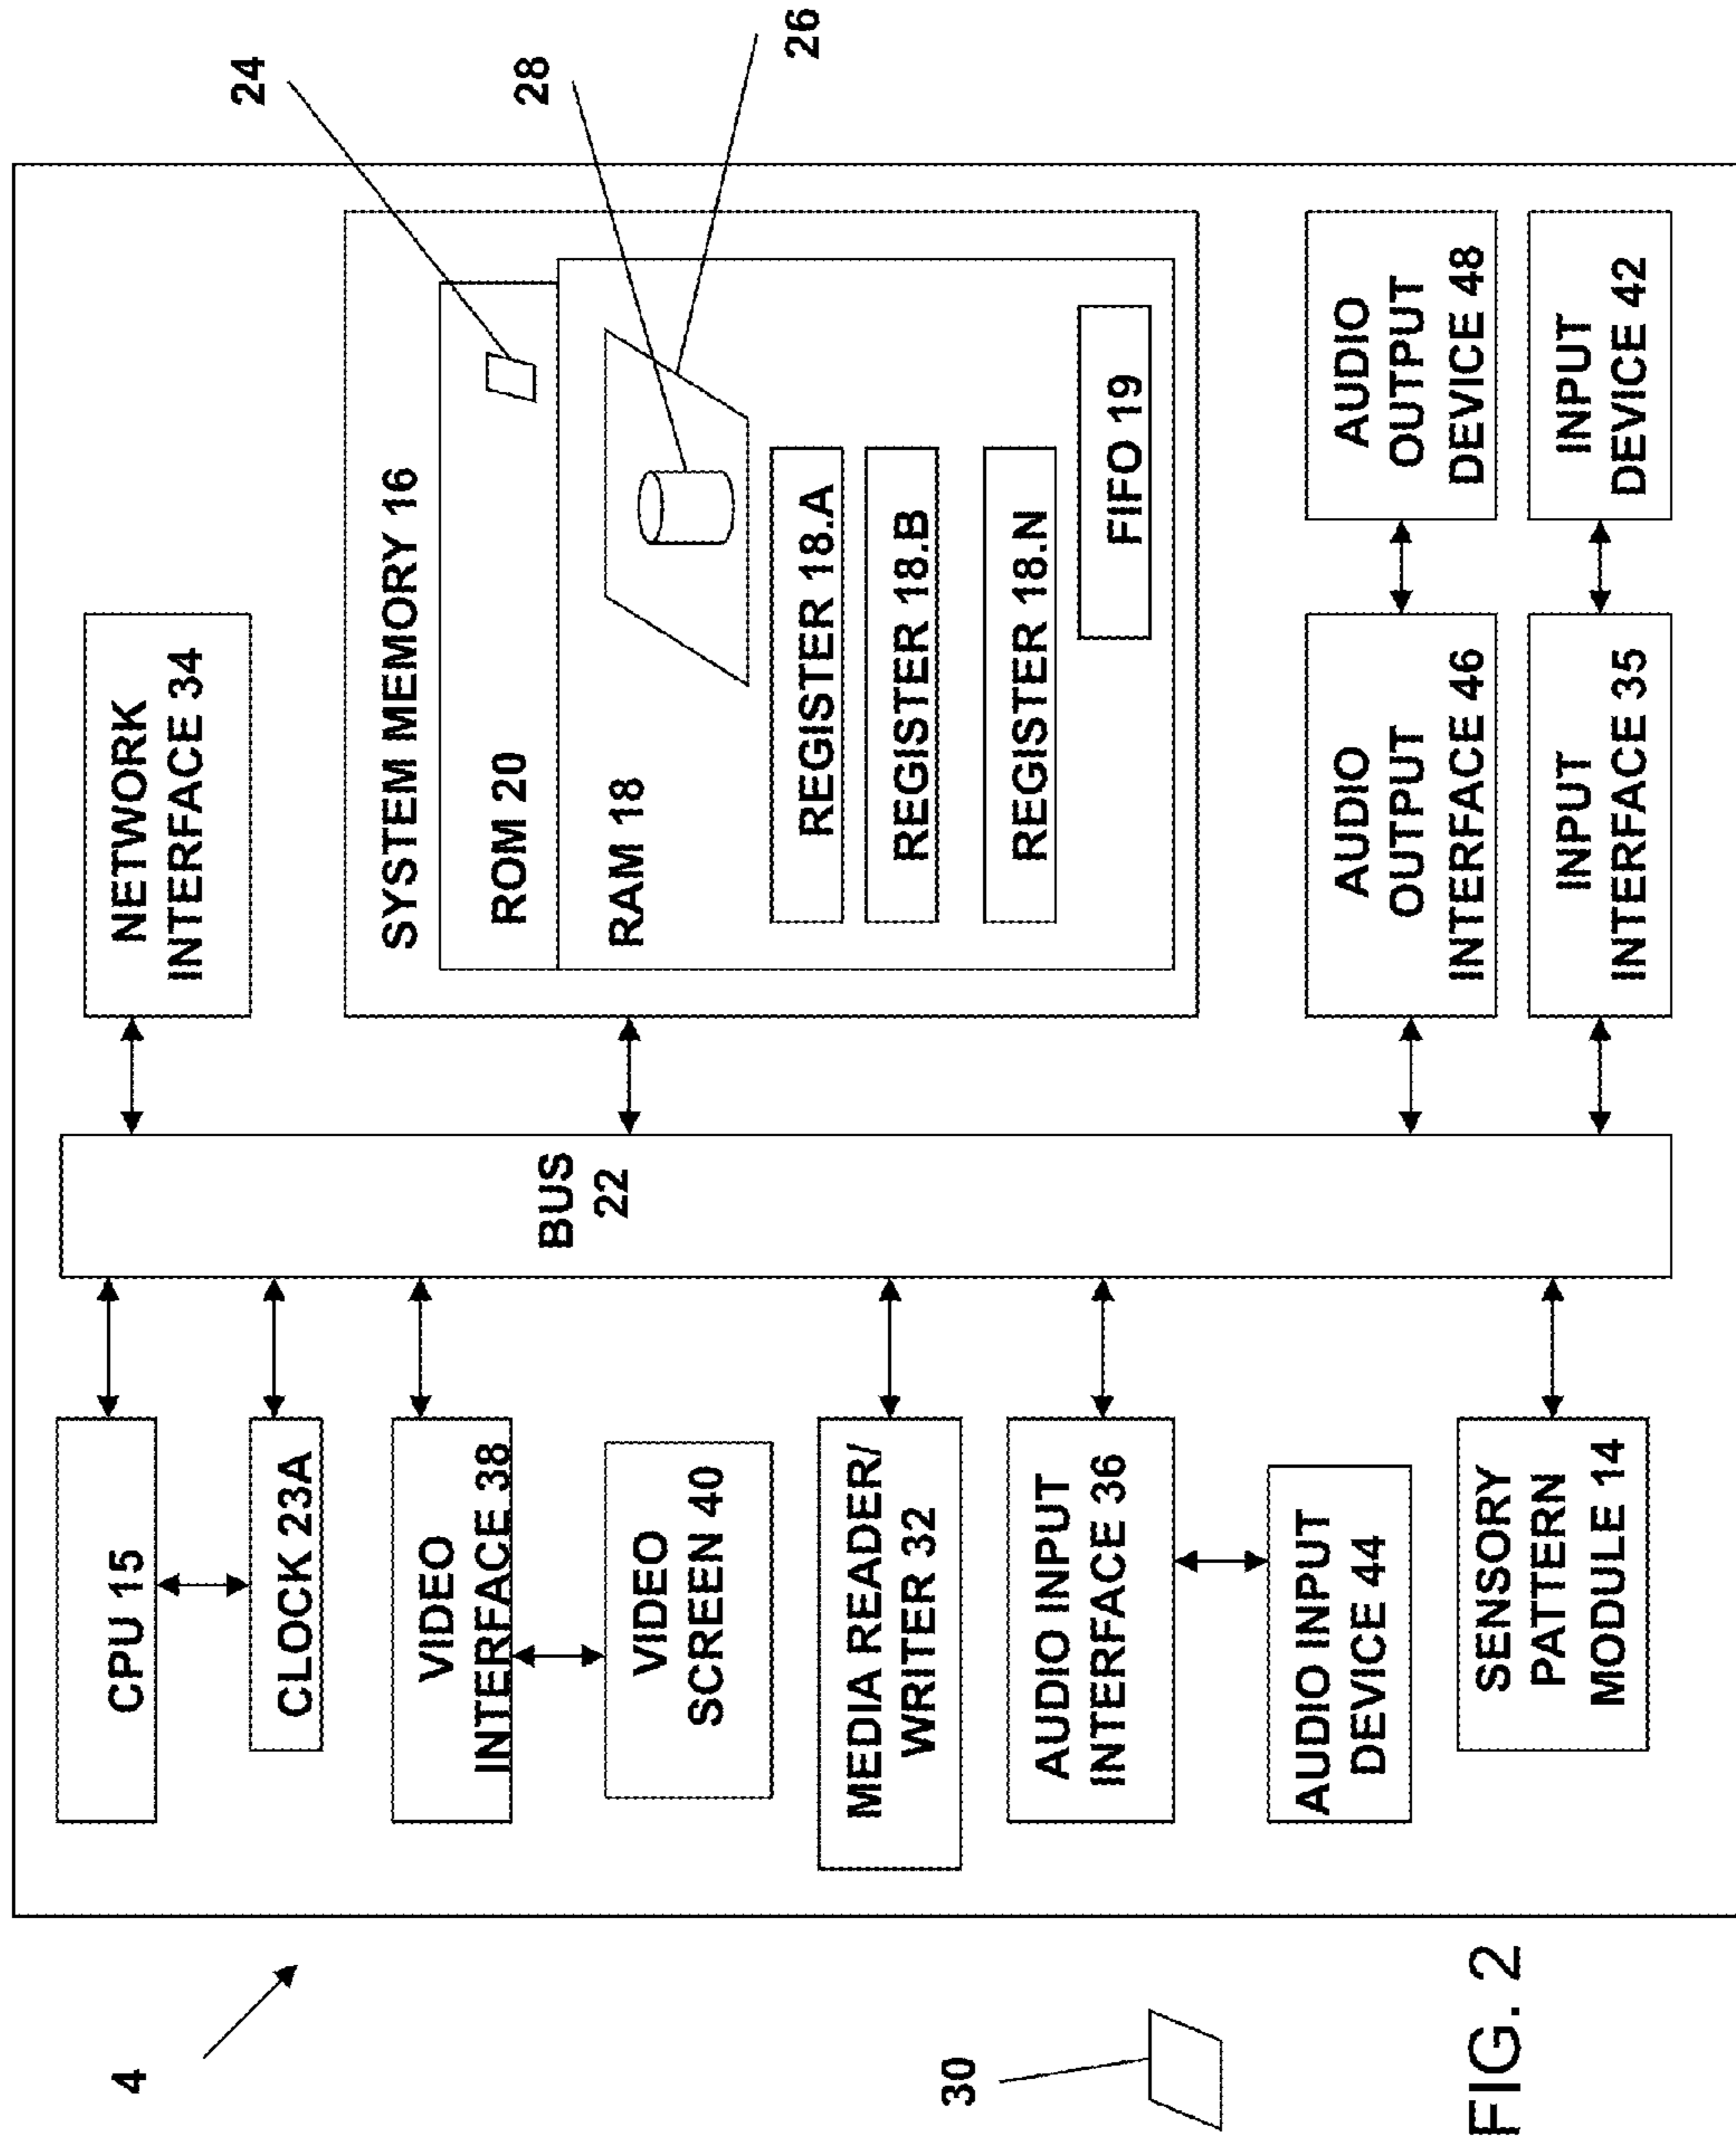 4
CPU 15
CLOCK 23A
VIDEO
INTERFACE 38
VIDEO
SCREEN 40
MEDIA READER/
WRITER 32
AUDIO INPUT
INTERFACE 36
AUDIO INPUT
DEVICE 44
SENSORY
PATTERN
MODULE 14
BUS
22
NETWORK
INTERFACE 34
SYSTEM MEMORY 16
ROM 20
RAM 18
REGISTER 18.A
REGISTER 18.B
REGISTER 18.N
FIFO 19
24
28
26
AUDIO
OUTPUT
INTERFACE 46
AUDIO
OUTPUT
DEVICE 48
INPUT
INTERFACE 35
INPUT
DEVICE 42
30
FIG. 2